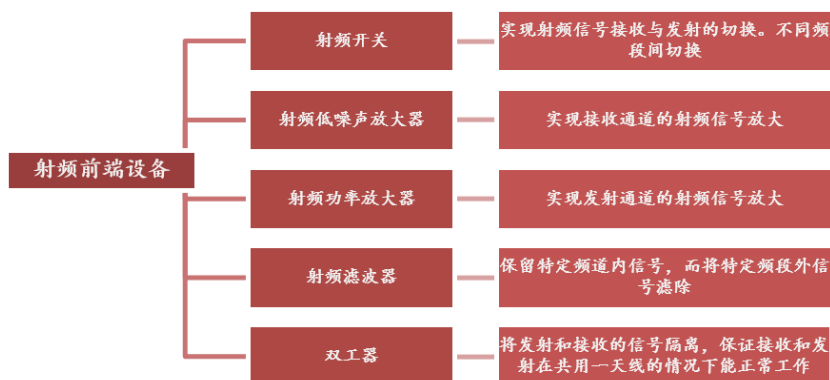 射频前端设备
射频开关
实现射频信号接收与发射的切换。不同频
段间切换
射频低噪声放大器
实现接收通道的射频信号放大
射频功率放大器
实现发射通道的射频信号放大
射频滤波器
保留特定频道内信号，而将特定频段外信
号滤除
双工器
将发射和接收的信号隔离，保证接收和发
射在共用一天线的情况下能正常工作